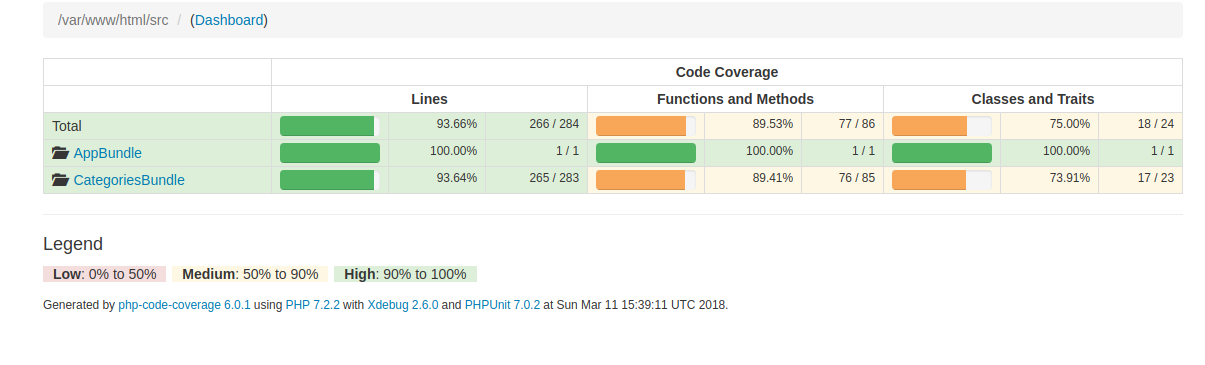 /var/www/html/src / (Dashboard)
Code Coverage
Lines Functions and Methods Classes and Traits
Total 93.66% 266 / 284 89.53% 77 / 86 75.00% 18 / 24
AppBundle 100.00% 1 / 1 100.00% 1 / 1 100.00% 1 / 1
CategoriesBundle 93.64% 265 / 283 89.41% 76 / 85 73.91% 17 / 23
Legend
Low: 0% to 50% Medium: 50% to 90% High: 90% to 100%
Generated by php-code-coverage 6.0.1 using PHP 7.2.2 with Xdebug 2.6.0 and PHPUnit 7.0.2 at Sun Mar 11 15:39:11 UTC 2018.